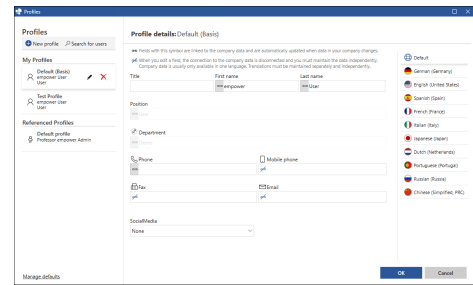 Profiles
Profiles
New profile
Search for users
My Profiles
Default (Basis)
empower User
User
Test Profile
empower User
User
Referenced Profiles
Default profile
Professor empower Admin
Manage defaults
Profile details: Default (Basis)
Fields with this symbol are linked to the company data and are automatically updated when data in your company changes.
When you edit a field, the connection to the company data is disconnected and you must maintain the data independently.
Company data is usually only available in one language. Translations must be maintained separately and independently.
Title
First name
Last name
empower
User
Position
User
Department
Phone
Mobile phone
Fax
Email
SocialMedia
None
Default
German (Germany)
English (United States)
Spanish (Spain)
French (France)
Italian (Italy)
Japanese (Japan)
Dutch (Netherlands)
Portuguese (Portugal)
Russian (Russia)
Chinese (Simplified, PRC)
OK
Cancel